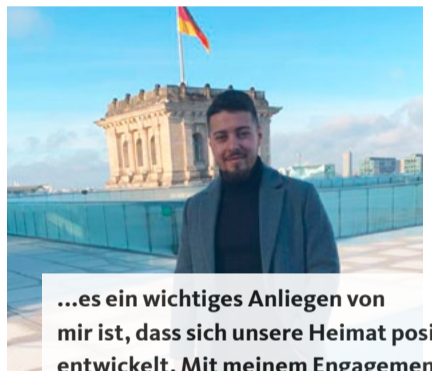 ...es ein wichtiges Anliegen von
mir ist, dass sich unsere Heimat posi
entwickelt. Mit meinem Engagemen